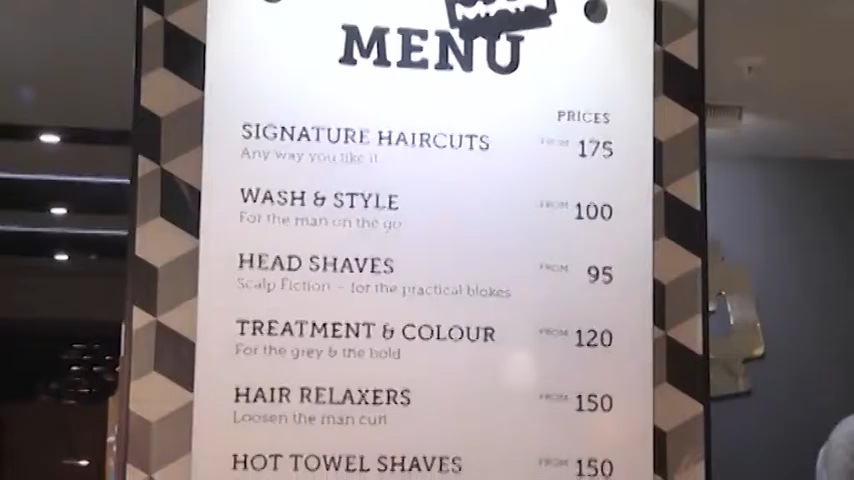 MENU
PRICES
SIGNATURE HAIRCUTS FROM 175
Any way you like it
WASH & STYLE FROM 100
For the man on the go
HEAD SHAVES FROM 95
Scalp Fiction - for the practical blokes
TREATMENT & COLOUR FROM 120
For the grey & the bold
HAIR RELAXERS FROM 150
Loosen the man curl
HOT TOWEL SHAVES FROM 150